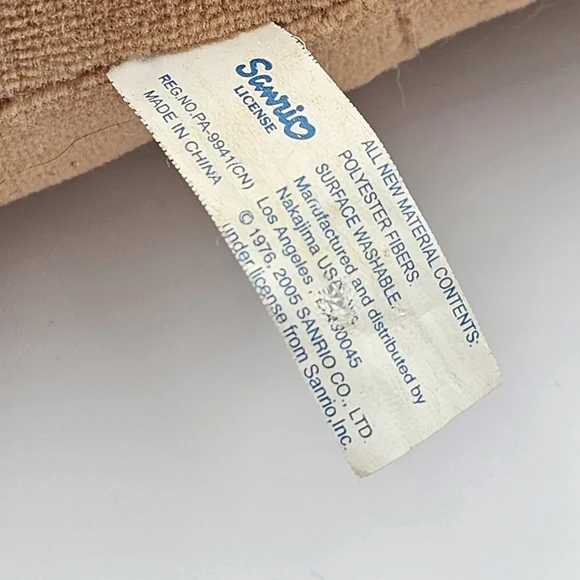 Sanrio
LICENSE
REG.NO.PA-9941(CN)
MADE IN CHINA
ALL NEW MATERIAL CONTENTS:
POLYESTER FIBERS.
SURFACE WASHABLE.
Manufactured and distributed by
Nakajima USA,
Los Angeles 90045
© 1976, 2005 SANRIO CO., LTD.
under license from Sanrio,Inc.